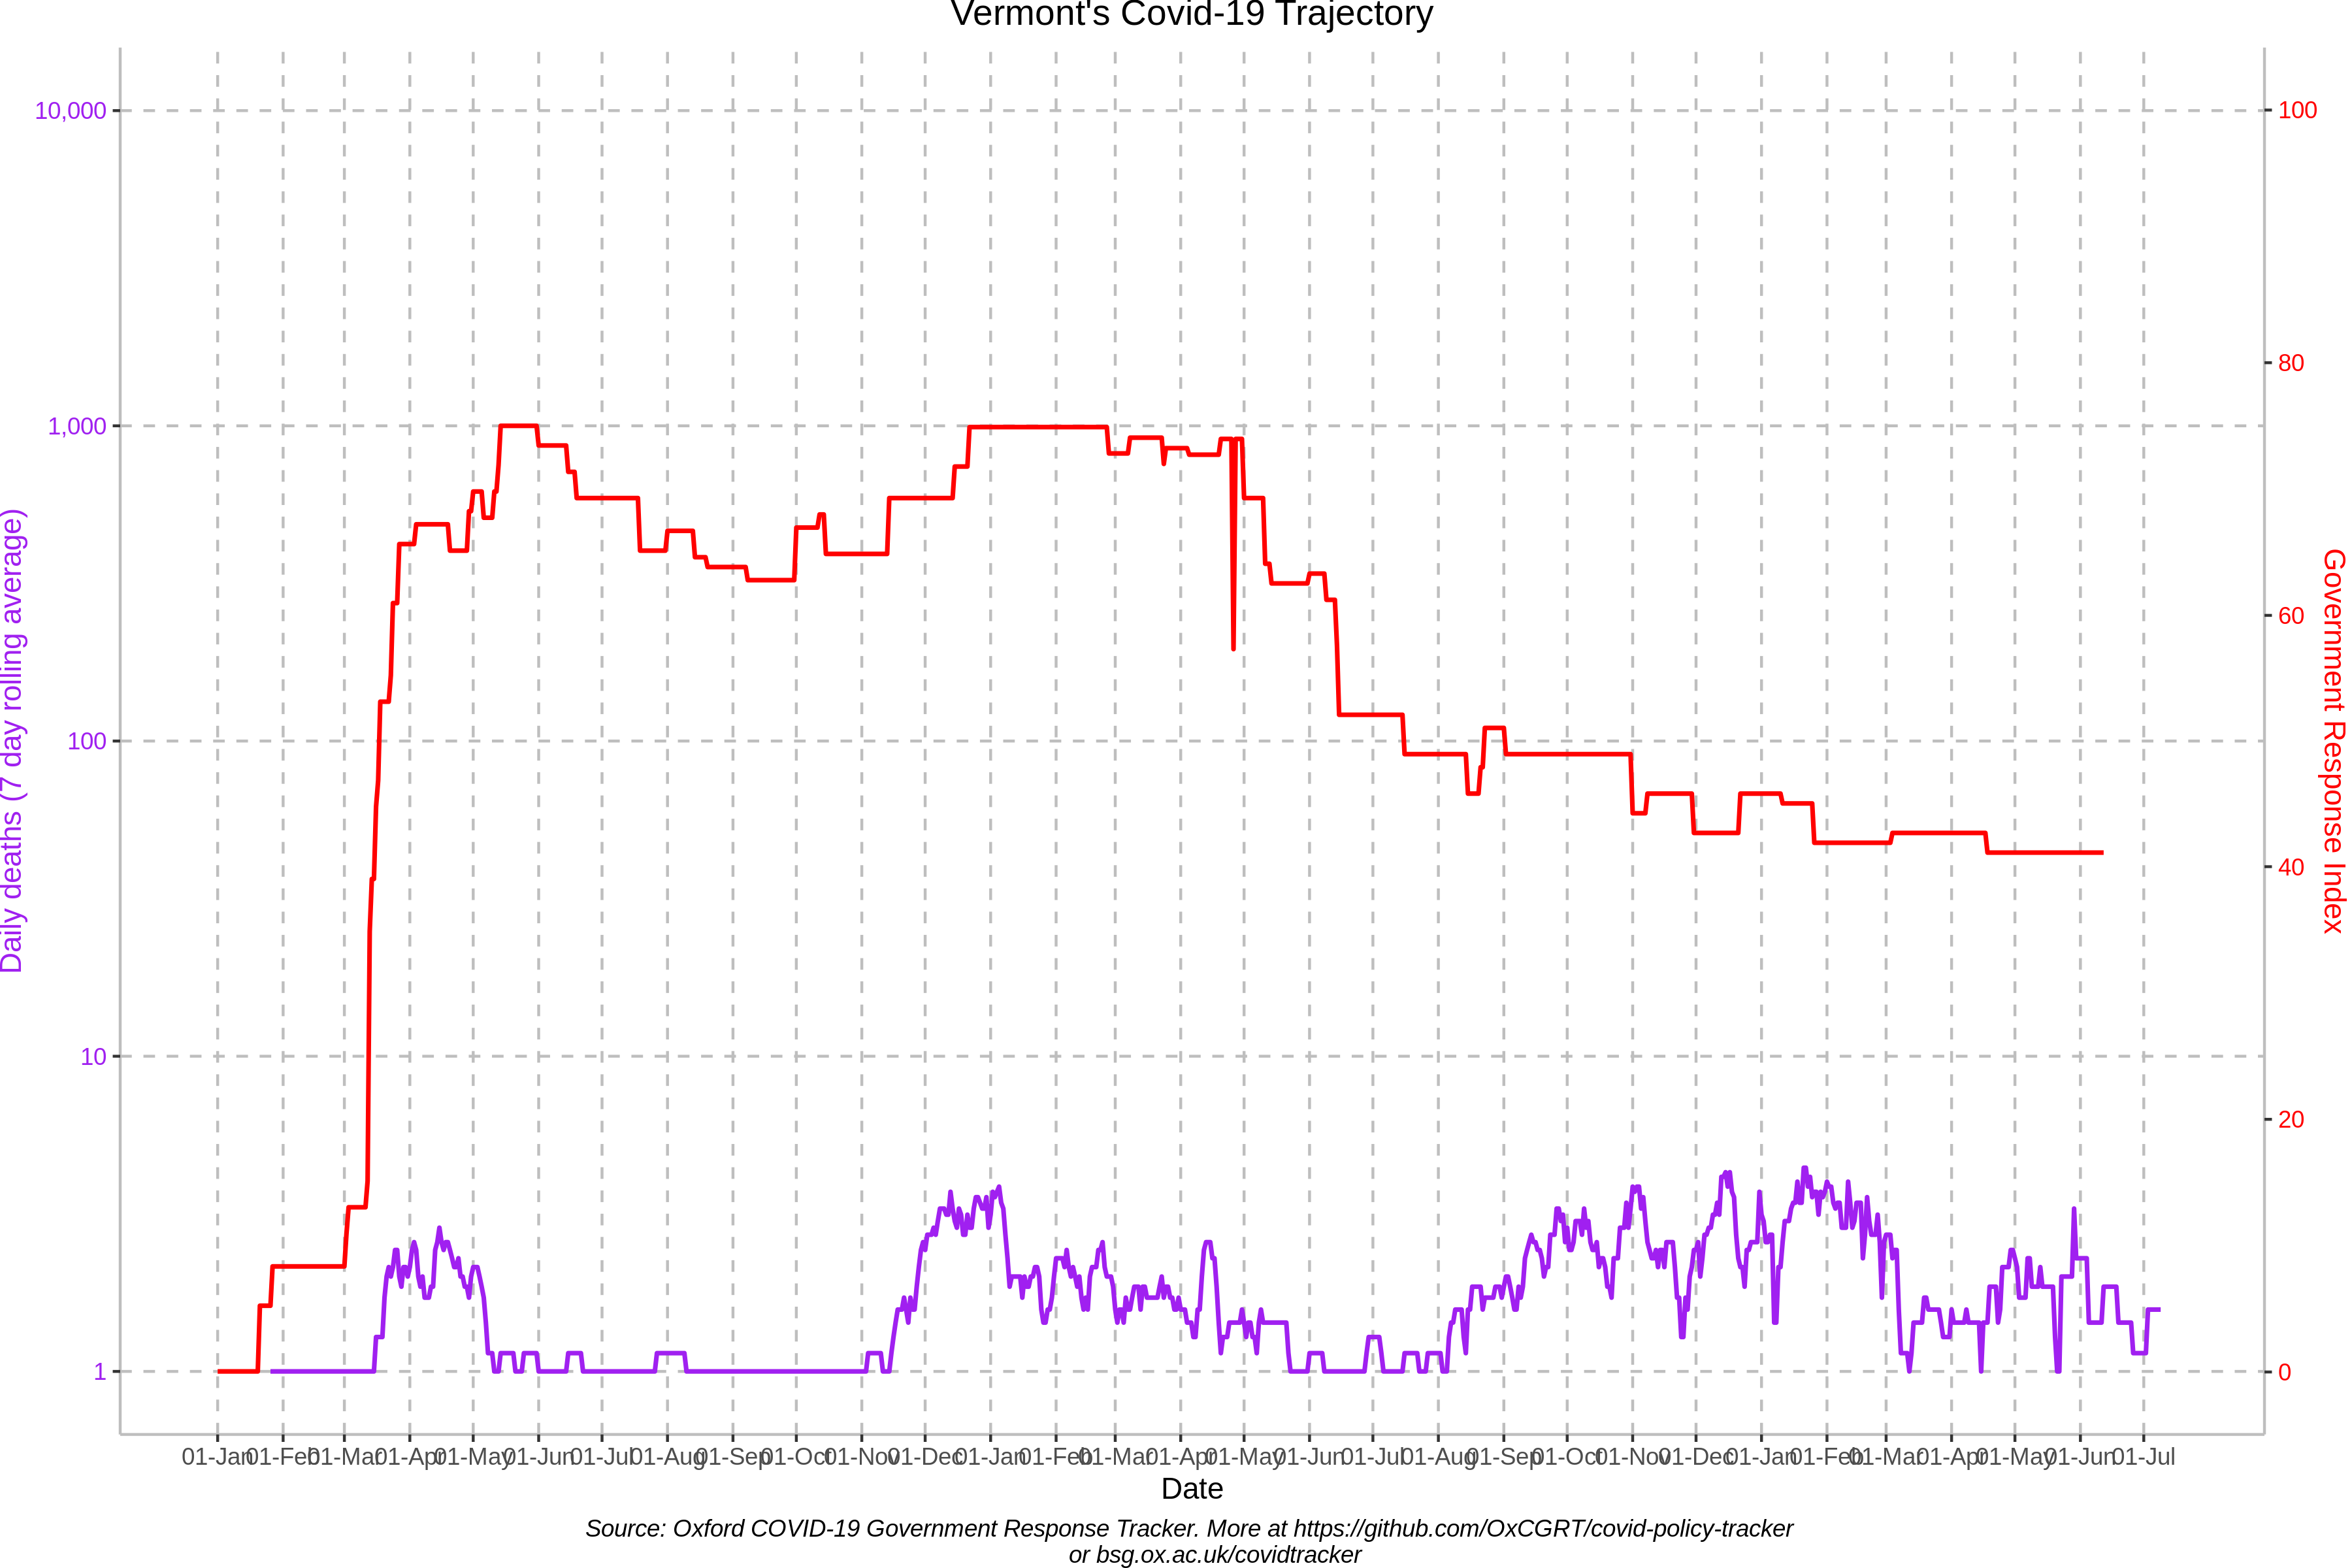 Vermont's Covid-19 Trajectory
10,000
1,000
100
10
1
Daily deaths (7 day rolling average)
100
80
60
40
20
0
Government Response Index
01-Jan 01-Feb 01-Mar 01-Apr 01-May 01-Jun 01-Jul 01-Aug 01-Sep 01-Oct 01-Nov 01-Dec 01-Jan 01-Feb 01-Mar 01-Apr 01-May 01-Jun 01-Jul 01-Aug 01-Sep 01-Oct 01-Nov 01-Dec 01-Jan 01-Feb 01-Mar 01-Apr 01-May 01-Jun 01-Jul
Date
Source: Oxford COVID-19 Government Response Tracker. More at https://github.com/OxCGRT/covid-policy-tracker
or bsg.ox.ac.uk/covidtracker